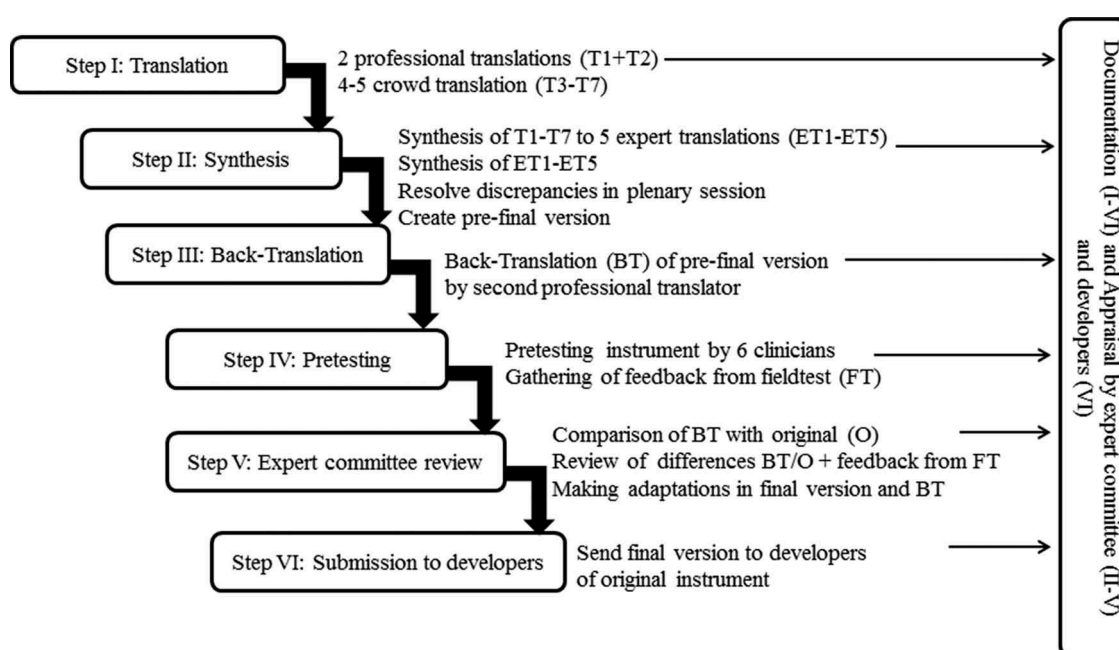 Step I: Translation
2 professional translations (T1+T2)
4-5 crowd translation (T3-T7)
Step II: Synthesis
Synthesis of T1-T7 to 5 expert translations (ET1-ET5)
Synthesis of ET1-ET5
Resolve discrepancies in plenary session
Create pre-final version
Step III: Back-Translation
Back-Translation (BT) of pre-final version
by second professional translator
Step IV: Pretesting
Pretesting instrument by 6 clinicians
Gathering of feedback from fieldtest (FT)
Step V: Expert committee review
Comparison of BT with original (O)
Review of differences BT/O + feedback from FT
Making adaptations in final version and BT
Step VI: Submission to developers
Send final version to developers
of original instrument
Documentation (I-VI) and Appraisal by expert committee (II-V)
and developers (VI)